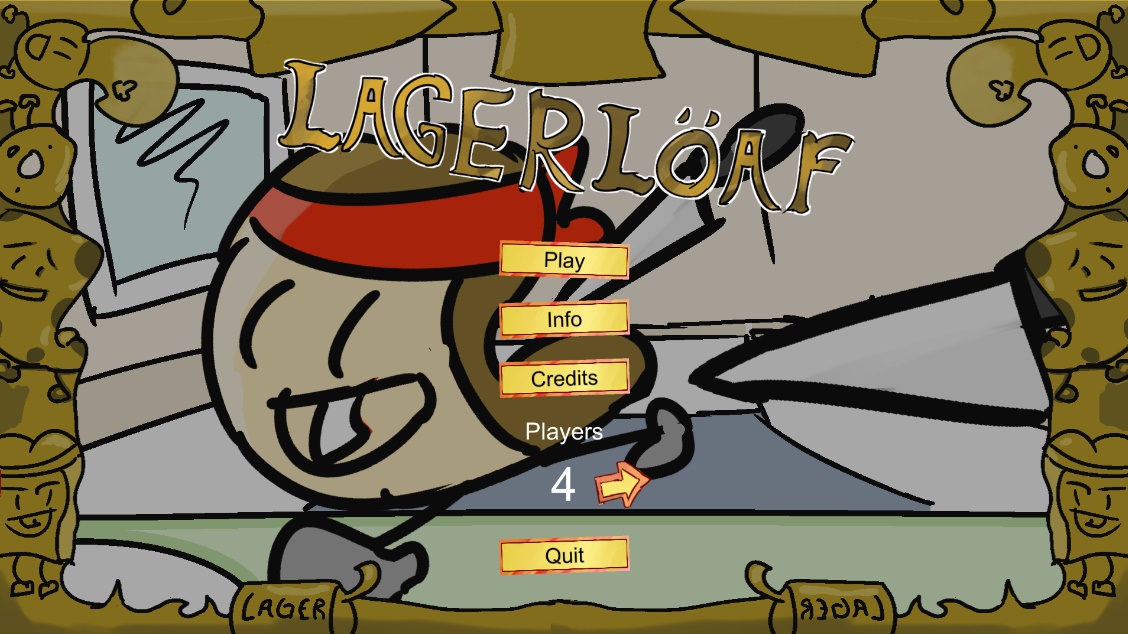 LAGERLÖAF
Play
Info
Credits
Players
4
Quit
LAGER
LAGER